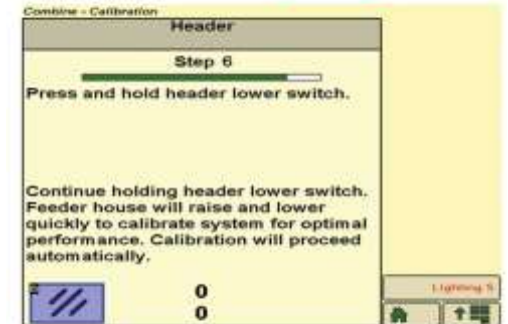 Combine - Calibration
Header
Step 6
Press and hold header lower switch.
Continue holding header lower switch.
Feeder house will raise and lower
quickly to calibrate system for optimal
performance. Calibration will proceed
automatically.
2
0
0
Lighting 5